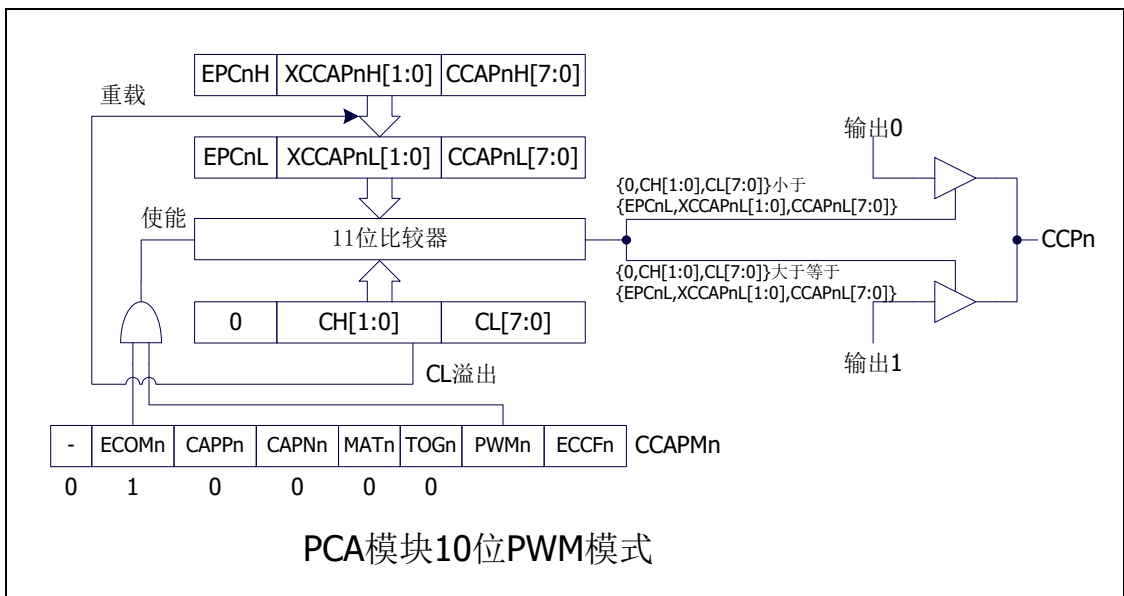 EPCnH XCCAPnH[1:0] CCAPnH[7:0]
重载
EPCnL XCCAPnL[1:0] CCAPnL[7:0]
输出0
{0,CH[1:0],CL[7:0]}小于
{EPCnL,XCCAPnL[1:0],CCAPnL[7:0]}
使能
11位比较器
CCPn
{0,CH[1:0],CL[7:0]}大于等于
{EPCnL,XCCAPnL[1:0],CCAPnL[7:0]}
0 CH[1:0] CL[7:0]
输出1
CL溢出
- ECOMn CAPPn CAPNn MATn TOGn PWMn ECCFn CCAPMn
0 1 0 0 0 0
PCA模块10位PWM模式